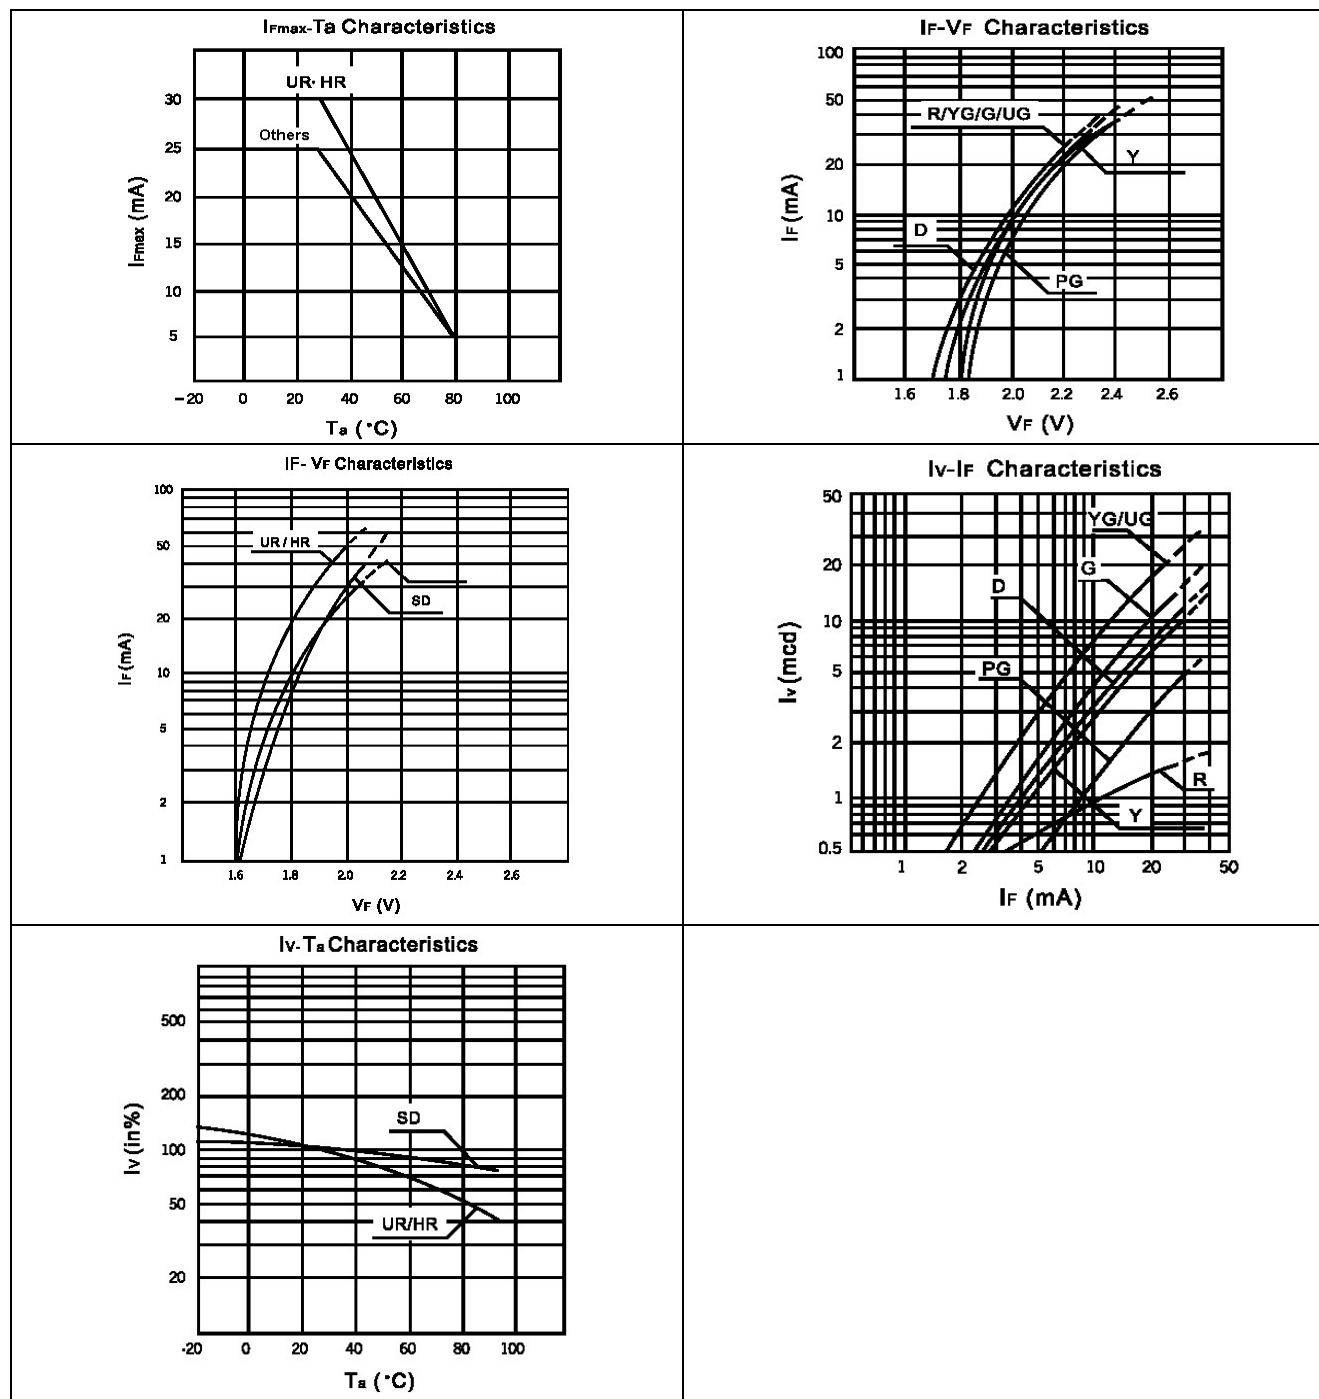 IFmax-Ta Characteristics
UR· HR
Others
30
25
20
15
10
5
IFmax (mA)
-20 0 20 40 60 80 100
Ta (°C)
IF-VF Characteristics
100
50
20
10
5
2
1
R/YG/G/UG
Y
D
PG
IF (mA)
1.6 1.8 2.0 2.2 2.4 2.6
VF (V)
IF- VF Characteristics
100
50
20
10
5
2
1
UR/HR
SD
IF(mA)
1.6 1.8 2.0 2.2 2.4 2.6
VF (V)
Iv-IF Characteristics
50
20
10
5
2
1
0.5
YG/UG
G
D
PG
R
Y
Iv (mcd)
1 2 5 10 20 50
IF (mA)
Iv-Ta Characteristics
500
200
100
50
20
SD
UR/HR
Iv (in%)
-20 0 20 40 60 80 100
Ta (°C)